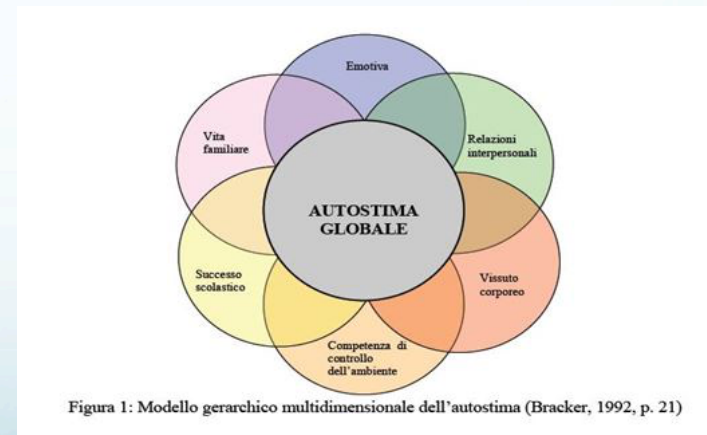 Emotiva
Vita
familiare
Relazioni
interpersonali
AUTOSTIMA
GLOBALE
Successo
scolastico
Vissuto
corporeo
Competenza di
controllo
dell'ambiente
Figura 1: Modello gerarchico multidimensionale dell'autostima (Bracker, 1992, p. 21)